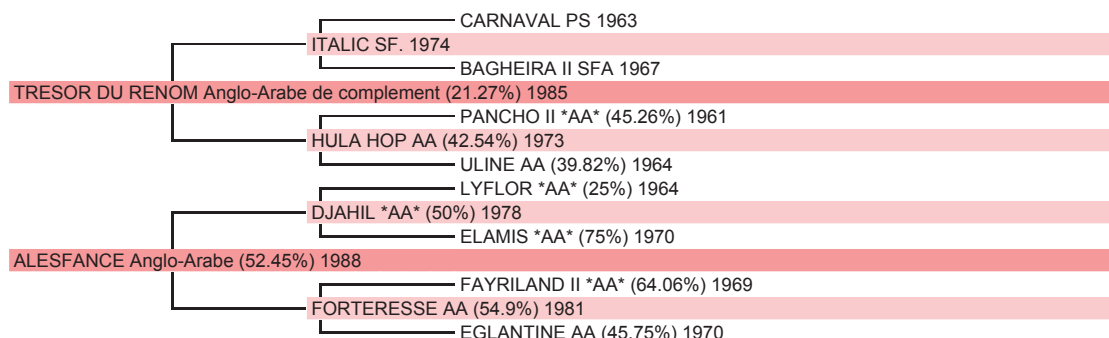 CARNAVAL PS 1963
ITALIC SF. 1974
BAGHEIRA II SFA 1967
TRESOR DU RENOM Anglo-Arabe de complement (21.27%) 1985
PANCHO II *AA* (45.26%) 1961
HULA HOP AA (42.54%) 1973
ULINE AA (39.82%) 1964
LYFLOR *AA* (25%) 1964
DJAHIL *AA* (50%) 1978
ELAMIS *AA* (75%) 1970
ALESFANCE Anglo-Arabe (52.45%) 1988
FAYRILAND II *AA* (64.06%) 1969
FORTERESSE AA (54.9%) 1981
EGLANTINE AA (45.75%) 1970